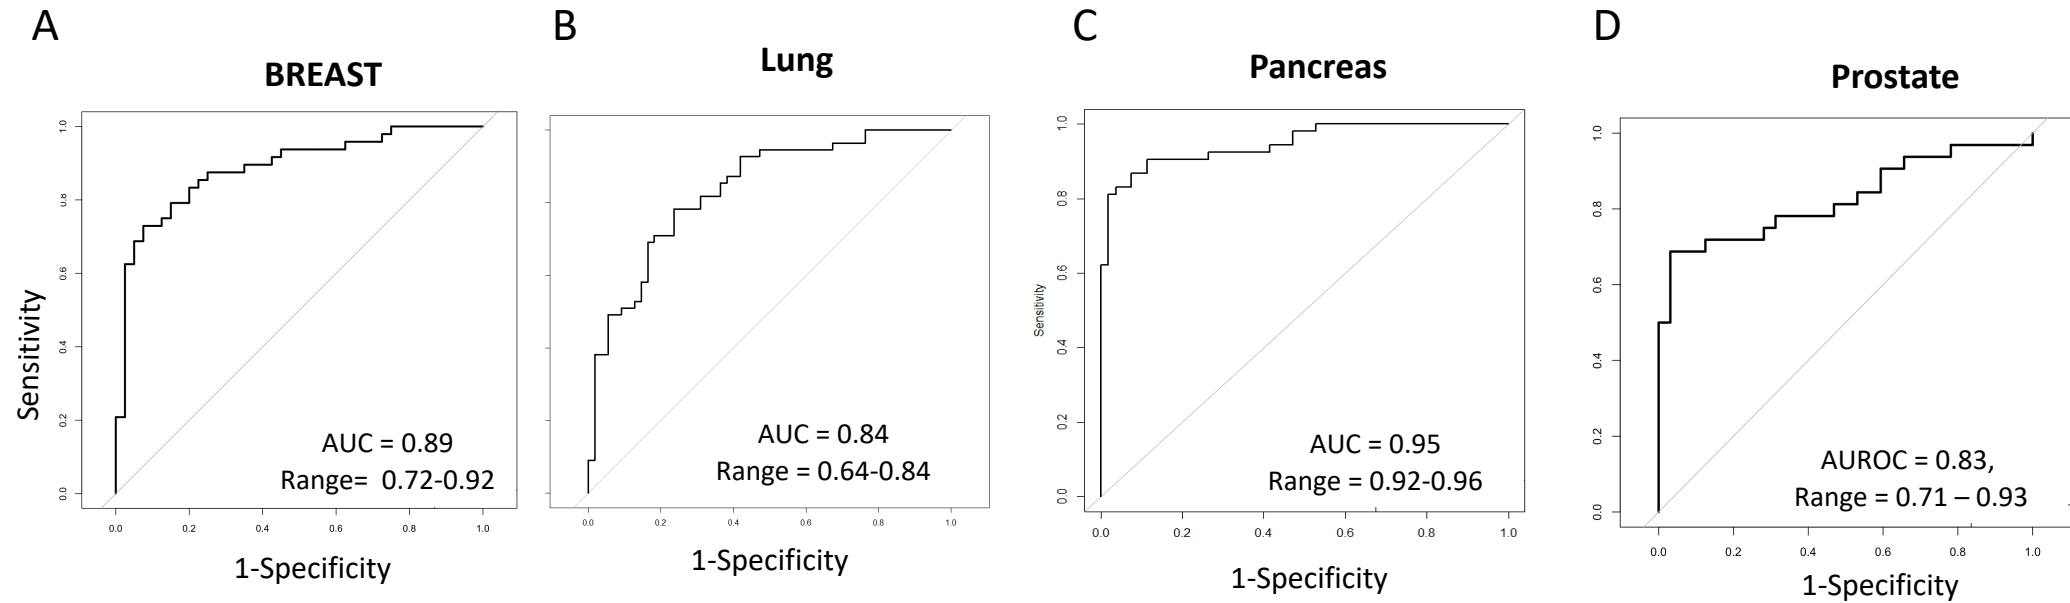 A
BREAST
Sensitivity
1.0
0.8
0.6
0.4
0.2
0.0
AUC = 0.89
Range= 0.72-0.92
0.0 0.2 0.4 0.6 0.8 1.0
1-Specificity
B
Lung
AUC = 0.84
Range = 0.64-0.84
0.0 0.2 0.4 0.6 0.8 1.0
1-Specificity
C
Pancreas
Sensitivity
1.0
0.8
0.6
0.4
0.2
0.0
AUC = 0.95
Range = 0.92-0.96
0.0 0.2 0.4 0.6 0.8 1.0
1-Specificity
D
Prostate
1.0
0.8
0.6
0.4
0.2
0.0
AUROC = 0.83,
Range = 0.71 – 0.93
0.0 0.2 0.4 0.6 0.8 1.0
1-Specificity